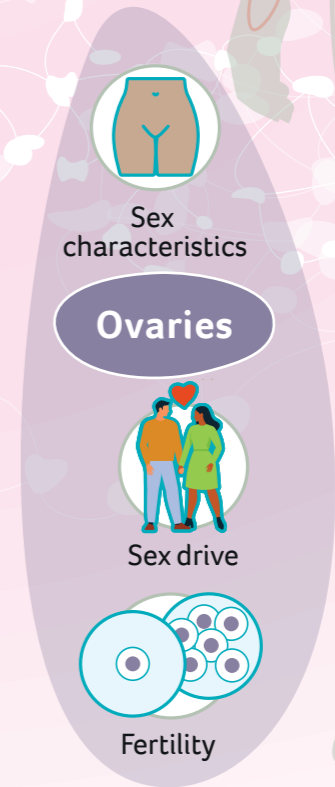 Sex
characteristics
Ovaries
Sex drive
Fertility